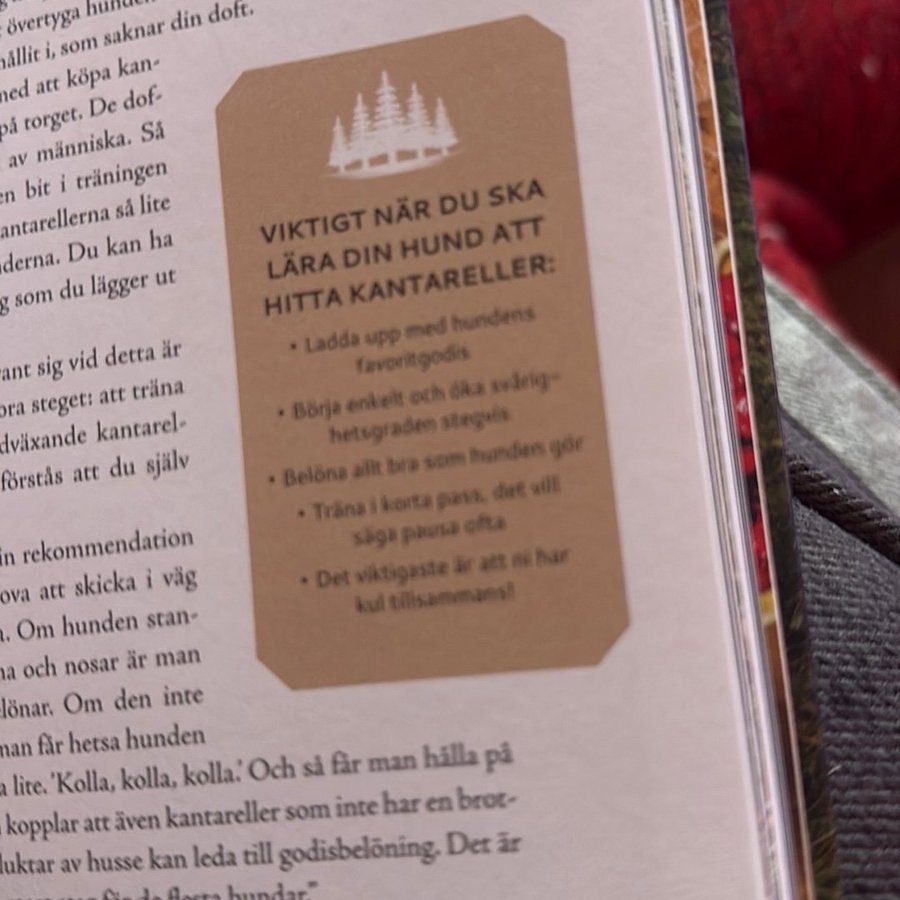 övertyga hunden
hållit i, som saknar din doft.
med att köpa kan-
på torget. De dof-
av människa. Så
en bit i träningen
antarellerna så lite
derna. Du kan ha
g som du lägger ut
ant sig vid detta är
ora steget: att träna
dväxande kantarel-
förstås att du själv
in rekommendation
ova att skicka i väg
a. Om hunden stan-
na och nosar är man
elönar. Om den inte
man får hetsa hunden
a lite. 'Kolla, kolla, kolla.' Och så får man hålla på
kopplar att även kantareller som inte har en brot-
luktar av husse kan leda till godisbelöning. Det är
för de flesta hundar."
VIKTIGT NÄR DU SKA
LÄRA DIN HUND ATT
HITTA KANTARELLER:
• Ladda upp med hundens
favoritgodis
• Börja enkelt och öka svårig-
hetsgraden stegvis
• Belöna allt bra som hunden gör
• Träna i korta pass, det vill
säga pausa ofta
• Det viktigaste är att ni har
kul tillsammans!